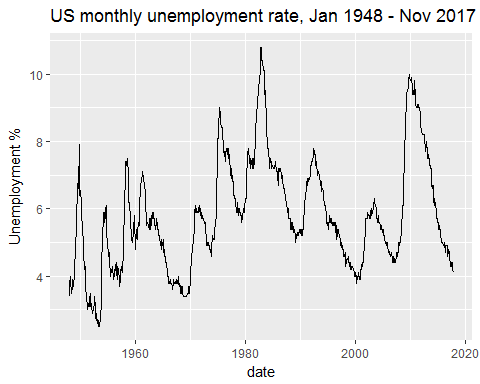 US monthly unemployment rate, Jan 1948 - Nov 2017
Unemployment %
10
8
6
4
1960
1980
2000
2020
date